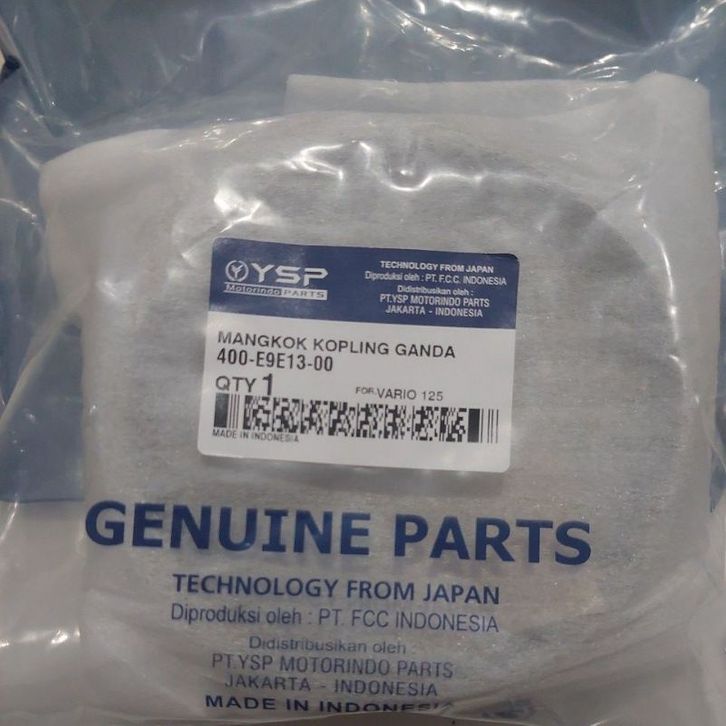 YSP
Motorindo PARTS
TECHNOLOGY FROM JAPAN
Diproduksi oleh : PT. F.C.C. INDONESIA
Didistribusikan oleh :
PT.YSP MOTORINDO PARTS
JAKARTA - INDONESIA
MANGKOK KOPLING GANDA
400-E9E13-00
QTY 1
FOR.VARIO 125
MADE IN INDONESIA
GENUINE PARTS
TECHNOLOGY FROM JAPAN
Diproduksi oleh : PT. FCC INDONESIA
Didistribusikan oleh :
PT.YSP MOTORINDO PARTS
JAKARTA - INDONESIA
MADE IN INDONESIA